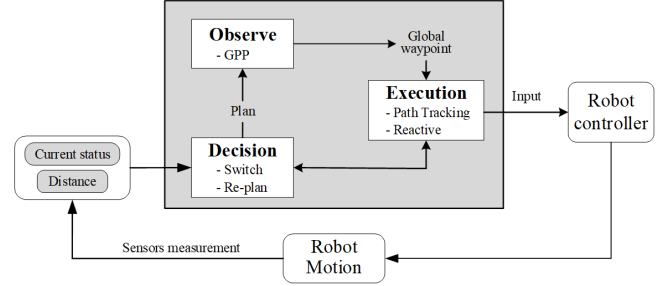 Observe
- GPP
Global
waypoint
Execution
- Path Tracking
- Reactive
Input
Robot
controller
Plan
Decision
- Switch
- Re-plan
Current status
Distance
Sensors measurement
Robot
Motion